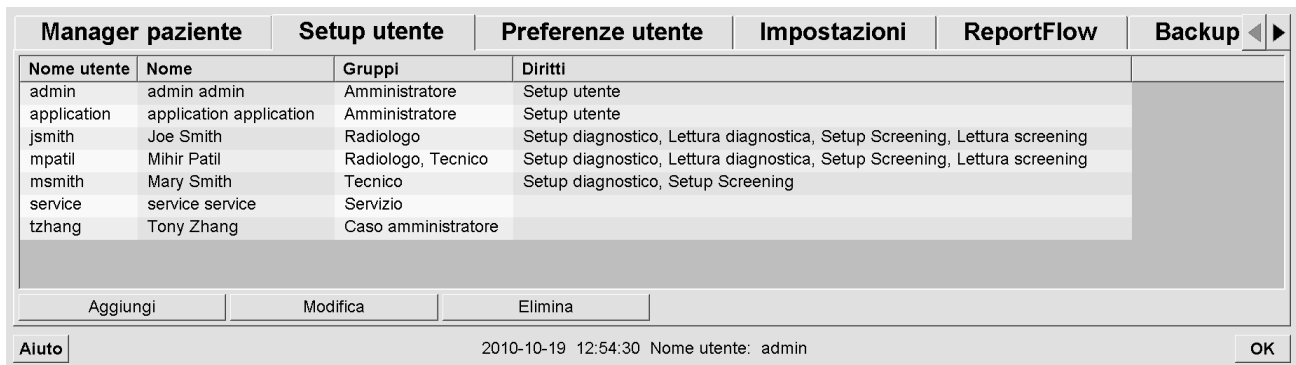 Manager paziente Setup utente Preferenze utente Impostazioni ReportFlow Backup
Nome utente Nome Gruppi Diritti
admin admin admin Amministratore Setup utente
application application application Amministratore Setup utente
jsmith Joe Smith Radiologo Setup diagnostico, Lettura diagnostica, Setup Screening, Lettura screening
mpatil Mihir Patil Radiologo, Tecnico Setup diagnostico, Lettura diagnostica, Setup Screening, Lettura screening
msmith Mary Smith Tecnico Setup diagnostico, Setup Screening
service service service Servizio
tzhang Tony Zhang Caso amministratore
Aggiungi Modifica Elimina
Aiuto 2010-10-19 12:54:30 Nome utente: admin OK